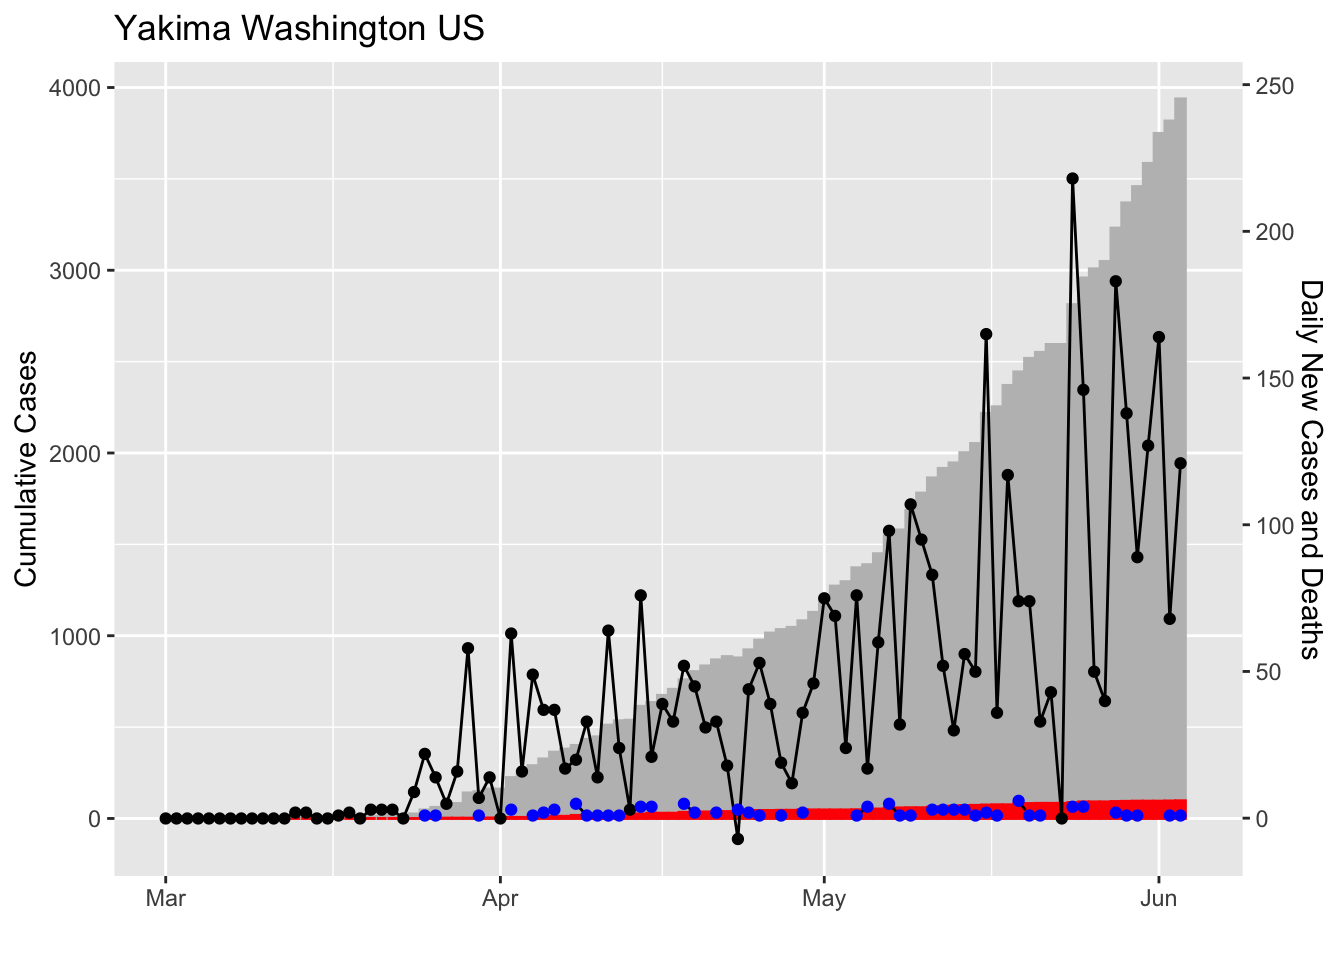 Yakima Washington US
4000
3000
2000
1000
0
Cumulative Cases
250
200
150
100
50
0
Daily New Cases and Deaths
Mar
Apr
May
Jun